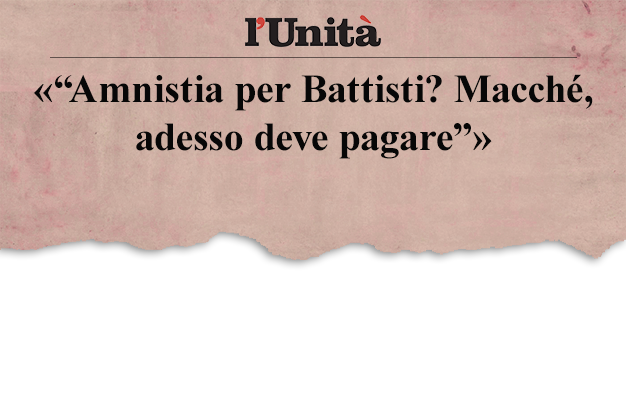 l'Unità
«“Amnistia per Battisti? Macché,
adesso deve pagare”»